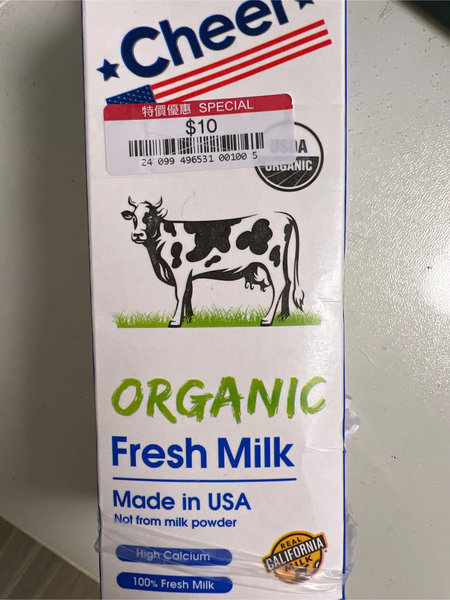 Cheer
特價優惠 SPECIAL
$10
24 099 496531 00100 5
USDA
ORGANIC
ORGANIC
Fresh Milk
Made in USA
Not from milk powder
High Calcium
100% Fresh Milk
REAL
CALIFORNIA
MILK